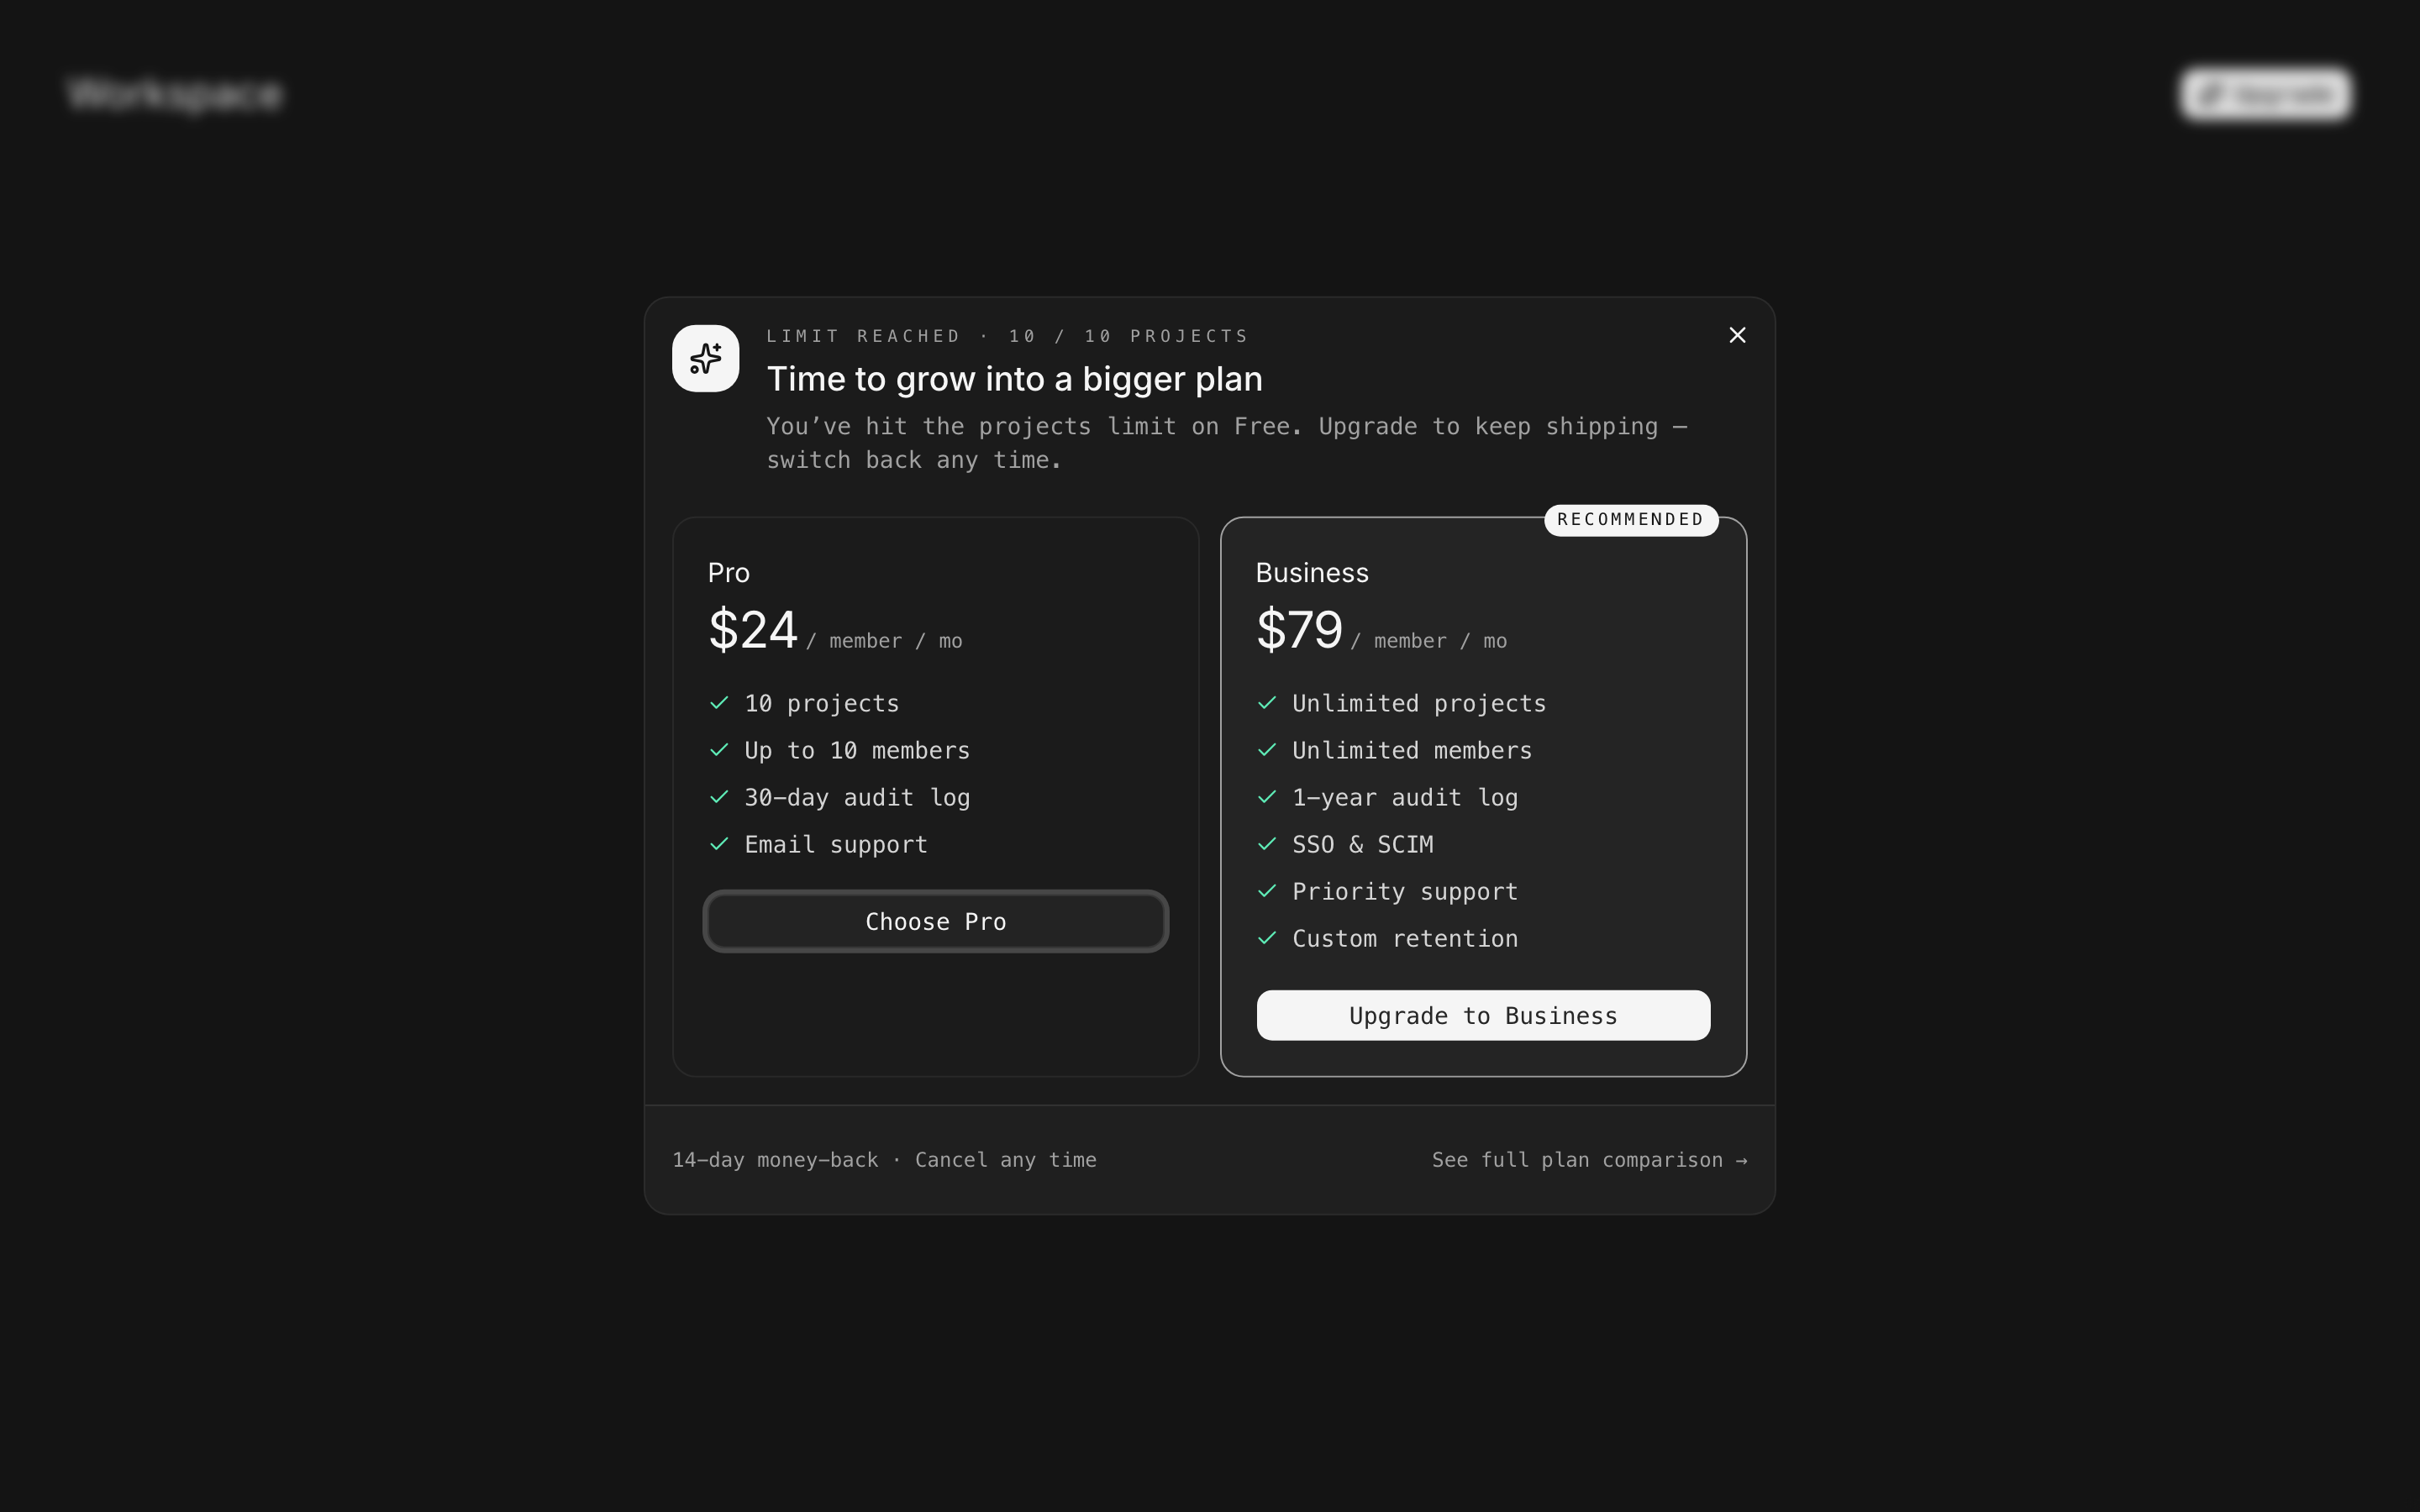 Workspace
Upgrade
LIMIT REACHED · 10 / 10 PROJECTS
Time to grow into a bigger plan
You’ve hit the projects limit on Free. Upgrade to keep shipping —
switch back any time.
RECOMMENDED
Pro
$24 / member / mo
10 projects
Up to 10 members
30-day audit log
Email support
Choose Pro
Business
$79 / member / mo
Unlimited projects
Unlimited members
1-year audit log
SSO & SCIM
Priority support
Custom retention
Upgrade to Business
14-day money-back · Cancel any time
See full plan comparison →